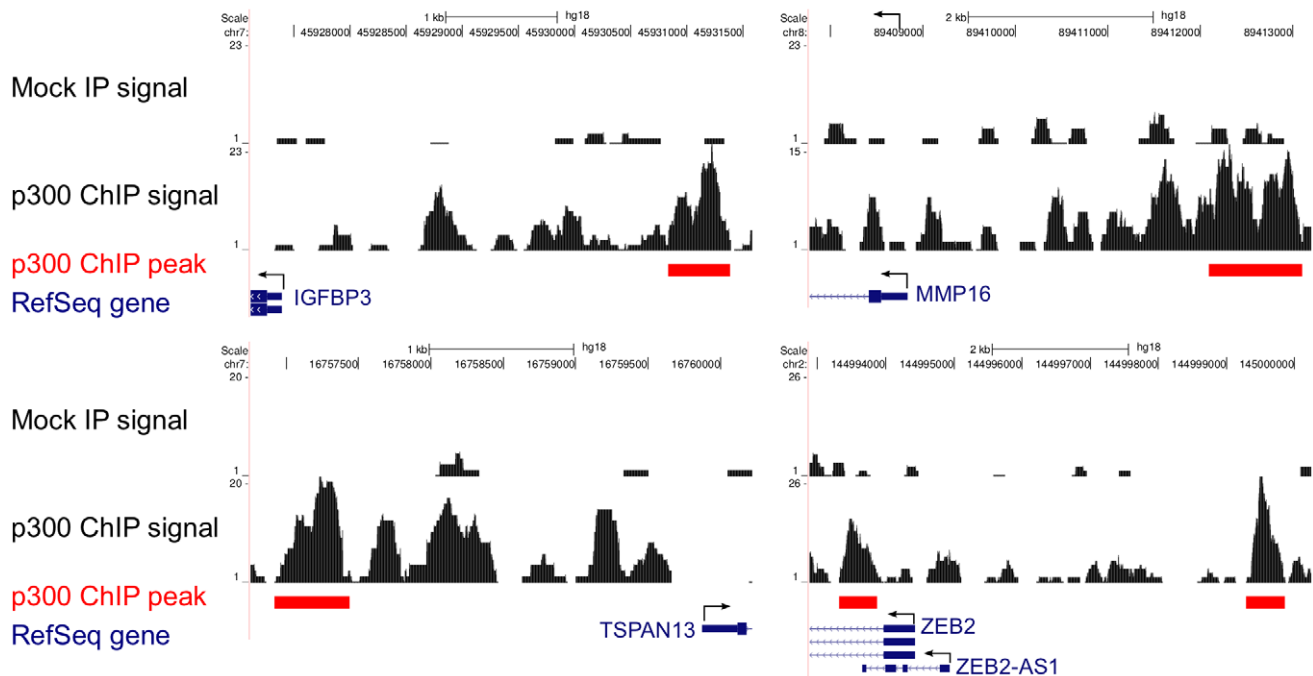 Scale 1 kb hg18
chr7: 45928000 45928500 45929000 45929500 45930000 45930500 45931000 45931500
23 -
Mock IP signal
1 _
23 -
p300 ChIP signal
1 _
p300 ChIP peak
RefSeq gene
IGFBP3
Scale 2 kb hg18
chr8: 89409000 89410000 89411000 89412000 89413000
23 -
1 _
15 -
1 _
MMP16
Scale 1 kb hg18
chr7: 16757500 16758000 16758500 16759000 16759500 16760000
20 -
Mock IP signal
1 _
20 -
p300 ChIP signal
1 _
p300 ChIP peak
RefSeq gene
TSPAN13
Scale 2 kb hg18
chr2: 144994000 144995000 144996000 144997000 144998000 144999000 145000000
26 -
1 _
26 -
1 _
ZEB2
ZEB2-AS1